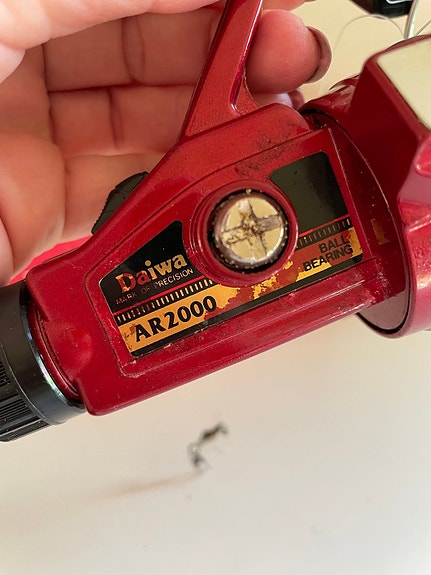 Daiwa
MARK OF PRECISION
AR2000
BALL
BEARING